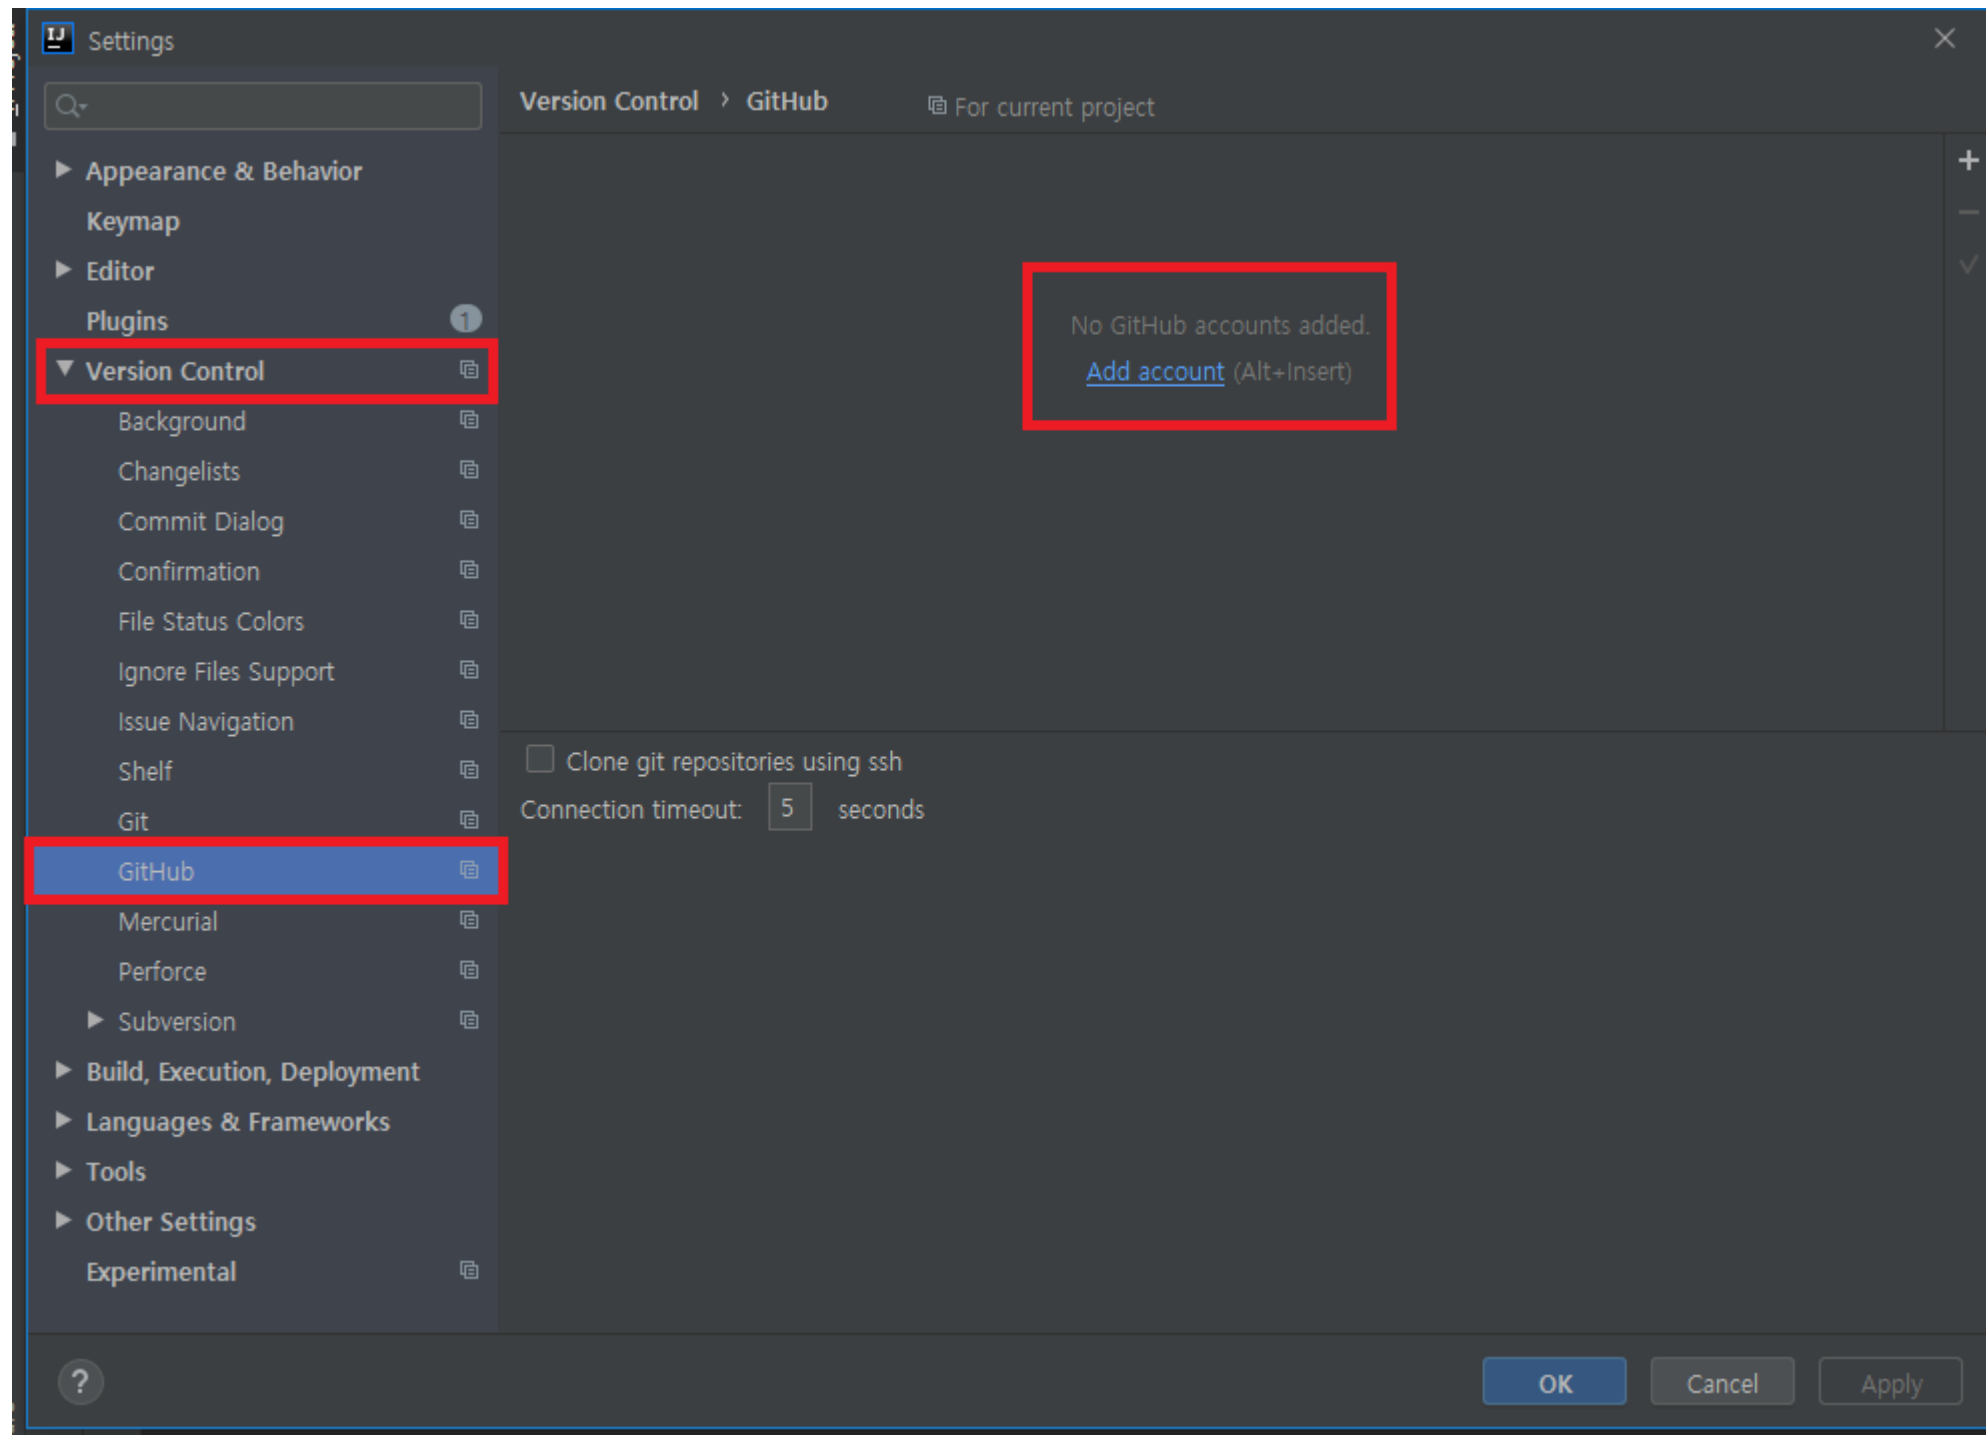 IJ
Settings
Version Control › GitHub
For current project
Appearance & Behavior
Keymap
Editor
Plugins
1
Version Control
Background
Changelists
Commit Dialog
Confirmation
File Status Colors
Ignore Files Support
Issue Navigation
Shelf
Git
GitHub
Mercurial
Perforce
Subversion
Build, Execution, Deployment
Languages & Frameworks
Tools
Other Settings
Experimental
No GitHub accounts added.
Add account (Alt+Insert)
Clone git repositories using ssh
Connection timeout: 5 seconds
?
OK
Cancel
Apply